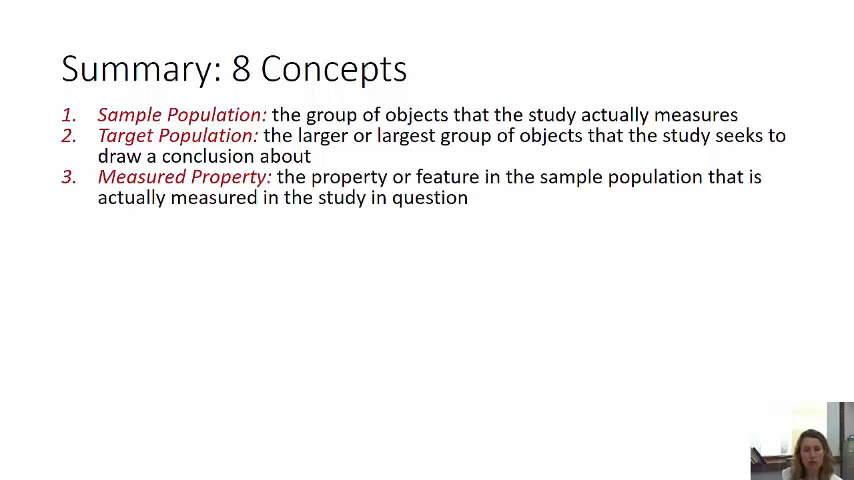 Summary: 8 Concepts
1. Sample Population: the group of objects that the study actually measures
2. Target Population: the larger or largest group of objects that the study seeks to
draw a conclusion about
3. Measured Property: the property or feature in the sample population that is
actually measured in the study in question